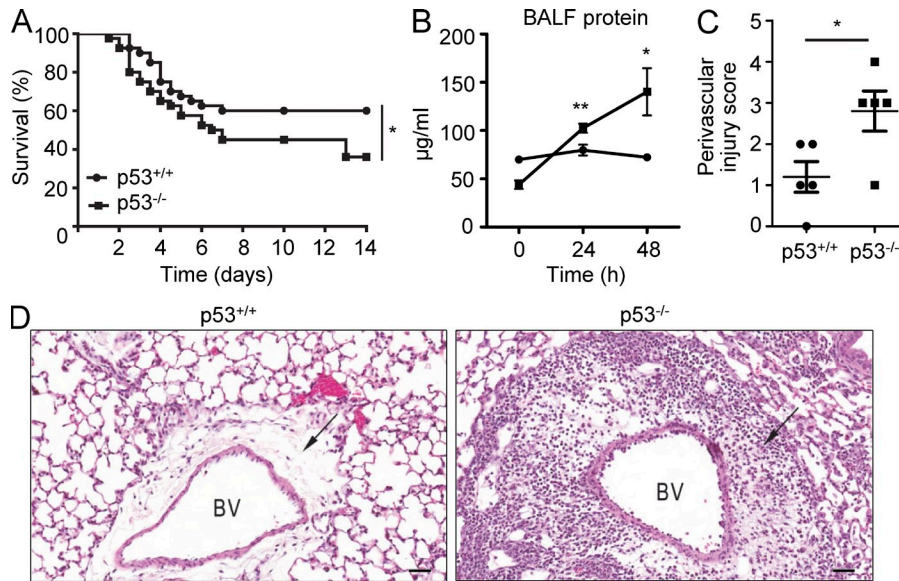 A
100
80
60
40
20
0
Survival (%)
p53+/+
p53-/-
*
2 4 6 8 10 12 14
Time (days)
B
BALF protein
200
150
100
50
0
µg/ml
**
*
0 24 48
Time (h)
C
*
5
4
3
2
1
0
Perivascular
injury score
p53+/+ p53-/-
D
p53+/+
p53-/-
BV
BV